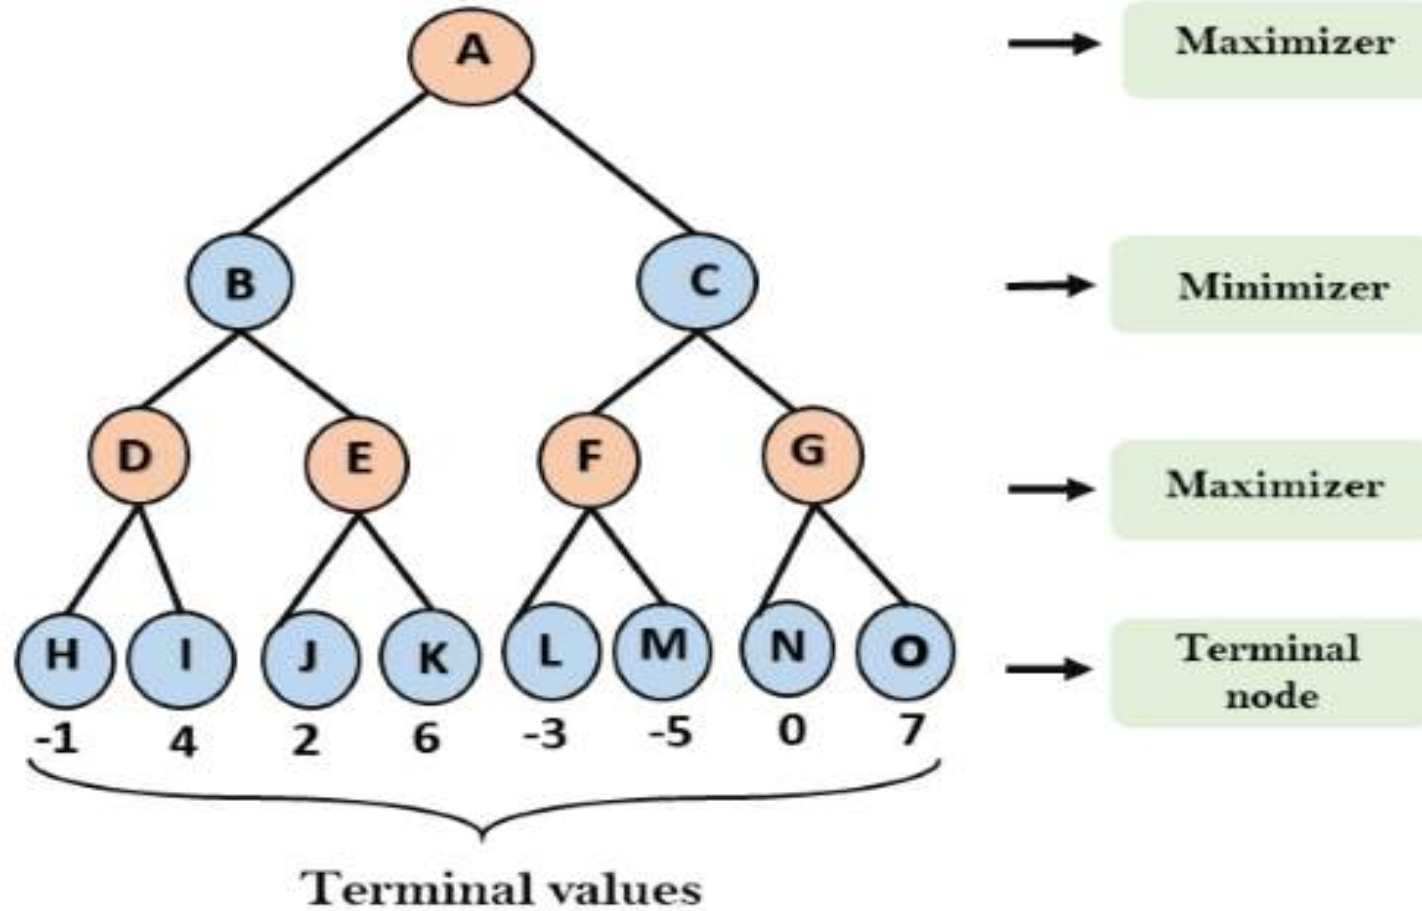 A
Maximizer
B
C
Minimizer
D
E
F
G
Maximizer
H
I
J
K
L
M
N
O
Terminal
node
-1
4
2
6
-3
-5
0
7
Terminal values